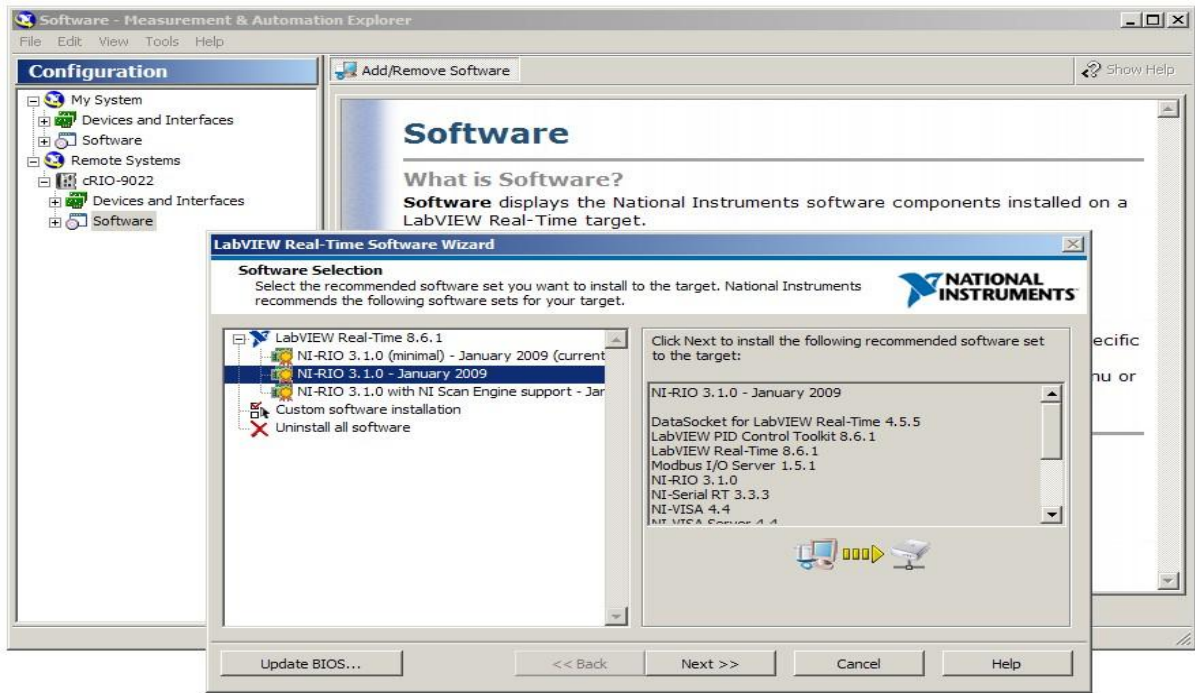 Software - Measurement & Automation Explorer
File Edit View Tools Help
Configuration
Add/Remove Software
Show Help
My System
Devices and Interfaces
Software
Remote Systems
cRIO-9022
Devices and Interfaces
Software
Software
What is Software?
Software displays the National Instruments software components installed on a
LabVIEW Real-Time target.
ecific
nu or
LabVIEW Real-Time Software Wizard
Software Selection
Select the recommended software set you want to install to the target. National Instruments
recommends the following software sets for your target.
NATIONAL
INSTRUMENTS
LabVIEW Real-Time 8.6.1
NI-RIO 3.1.0 (minimal) - January 2009 (current
NI-RIO 3.1.0 - January 2009
NI-RIO 3.1.0 with NI Scan Engine support - Jar
Custom software installation
Uninstall all software
Click Next to install the following recommended software set
to the target:
NI-RIO 3.1.0 - January 2009
DataSocket for LabVIEW Real-Time 4.5.5
LabVIEW PID Control Toolkit 8.6.1
LabVIEW Real-Time 8.6.1
Modbus I/O Server 1.5.1
NI-RIO 3.1.0
NI-Serial RT 3.3.3
NI-VISA 4.4
NI-VISA Server 4.4
Update BIOS...
<< Back
Next >>
Cancel
Help